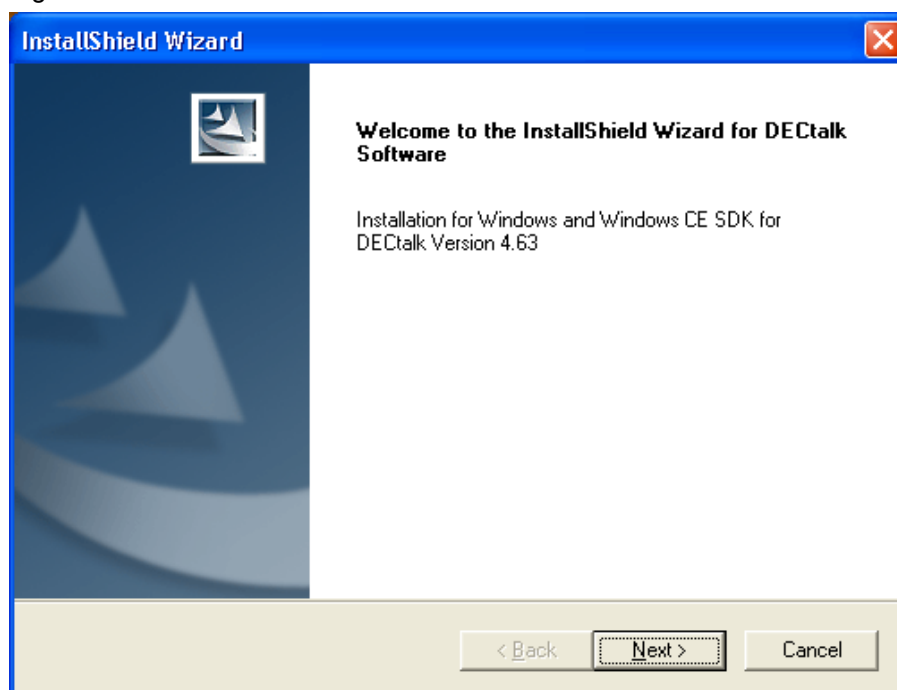 InstallShield Wizard
Welcome to the InstallShield Wizard for DECtalk
Software
Installation for Windows and Windows CE SDK for
DECtalk Version 4.63
< Back
Next >
Cancel